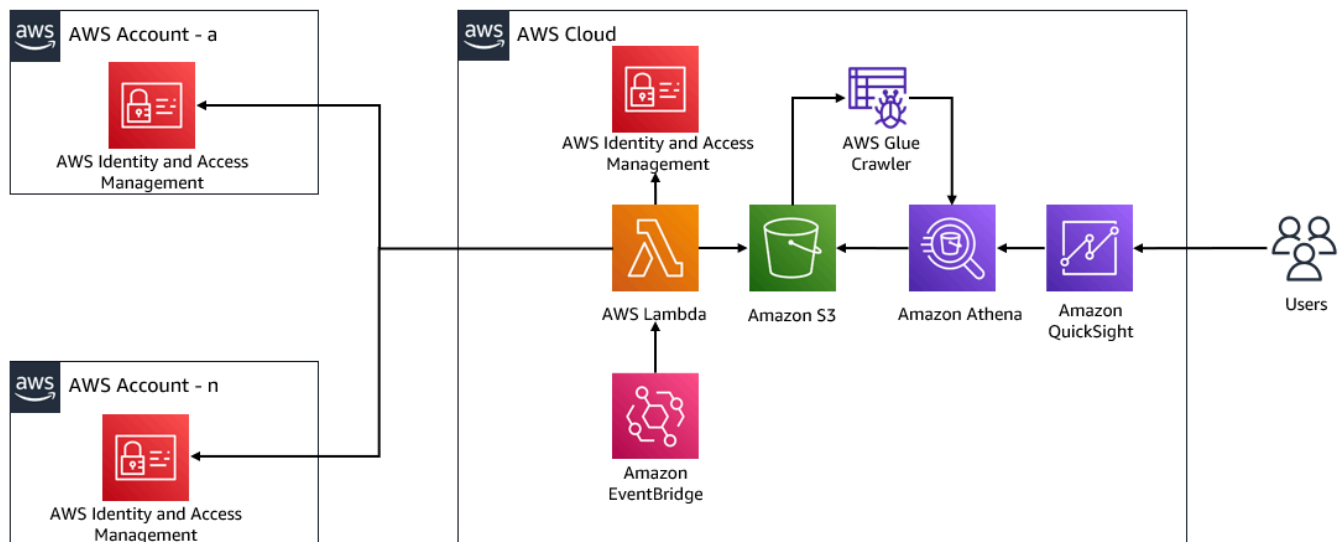 aws
AWS Account - a
AWS Identity and Access
Management
aws
AWS Cloud
AWS Identity and Access
Management
AWS Glue
Crawler
AWS Lambda
Amazon S3
Amazon Athena
Amazon
QuickSight
Users
Amazon
EventBridge
aws
AWS Account - n
AWS Identity and Access
Management